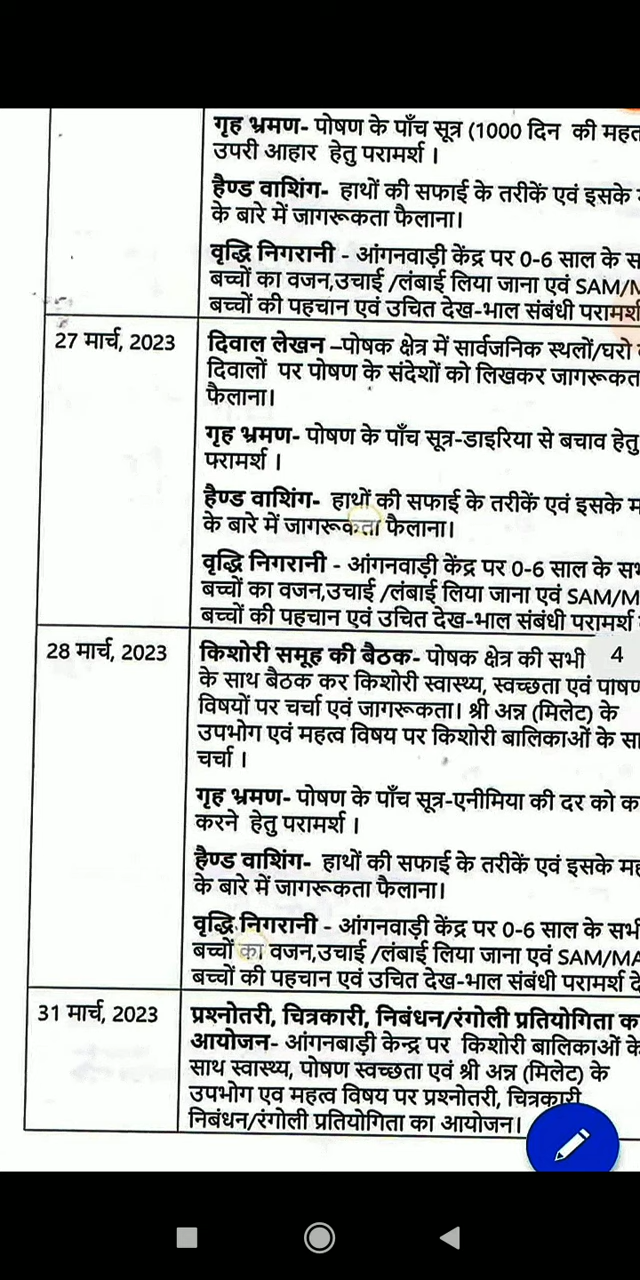 गृह भ्रमण- पोषण के पाँच सूत्र (1000 दिन की
उपरी आहार हेतु परामर्श ।
हैण्ड वाशिंग- हाथों की सफाई के तरीकें एवं इसके
के बारे में जागरूकता फैलाना।
वृद्धि निगरानी - आंगनवाड़ी केंद्र पर 0-6 साल के
बच्चों का वजन,उचाई /लंबाई लिया जाना एवं SAM/
बच्चों की पहचान एवं उचित देख-भाल संबंधी परामर्श
27 मार्च, 2023
दिवाल लेखन –पोषक क्षेत्र में सार्वजनिक स्थलों/घरो
दिवालों पर पोषण के संदेशों को लिखकर
फैलाना।
गृह भ्रमण- पोषण के पाँच सूत्र-डाइरिया से बचाव हेतु
परामर्श ।
हैण्ड वाशिंग- हाथों की सफाई के तरीकें एवं इसके
के बारे में जागरूकता फैलाना।
वृद्धि निगरानी - आंगनवाड़ी केंद्र पर 0-6 साल के
बच्चों का वजन,उचाई /लंबाई लिया जाना एवं SAM/M
बच्चों की पहचान एवं उचित देख-भाल संबंधी परामर्श
28 मार्च, 2023
किशोरी समूह की बैठक- पोषक क्षेत्र की सभी
4
के साथ बैठक कर किशोरी स्वास्थ्य, स्वच्छता एवं
विषयों पर चर्चा एवं जागरूकता। श्री अन्न (मिलेट) के
उपभोग एवं महत्व विषय पर किशोरी बालिकाओं के
चर्चा ।
गृह भ्रमण- पोषण के पाँच सूत्र-एनीमिया की दर को
करने हेतु परामर्श ।
हैण्ड वाशिंग- हाथों की सफाई के तरीकें एवं इसके
के बारे में जागरूकता फैलाना।
वृद्धि निगरानी - आंगनवाड़ी केंद्र पर 0-6 साल के सभी
बच्चों का वजन,उचाई /लंबाई लिया जाना एवं SAM/MA
बच्चों की पहचान एवं उचित देख-भाल संबंधी परामर्श
31 मार्च, 2023
प्रश्नोतरी, चित्रकारी, निबंधन/रंगोली प्रतियोगिता
आयोजन- आंगनबाड़ी केन्द्र पर किशोरी बालिकाओं के
साथ स्वास्थ्य, पोषण स्वच्छता एवं श्री अन्न (मिलेट) के
उपभोग एव महत्व विषय पर प्रश्नोतरी, चित्रकारी,
निबंधन/रंगोली प्रतियोगिता का आयोजन।